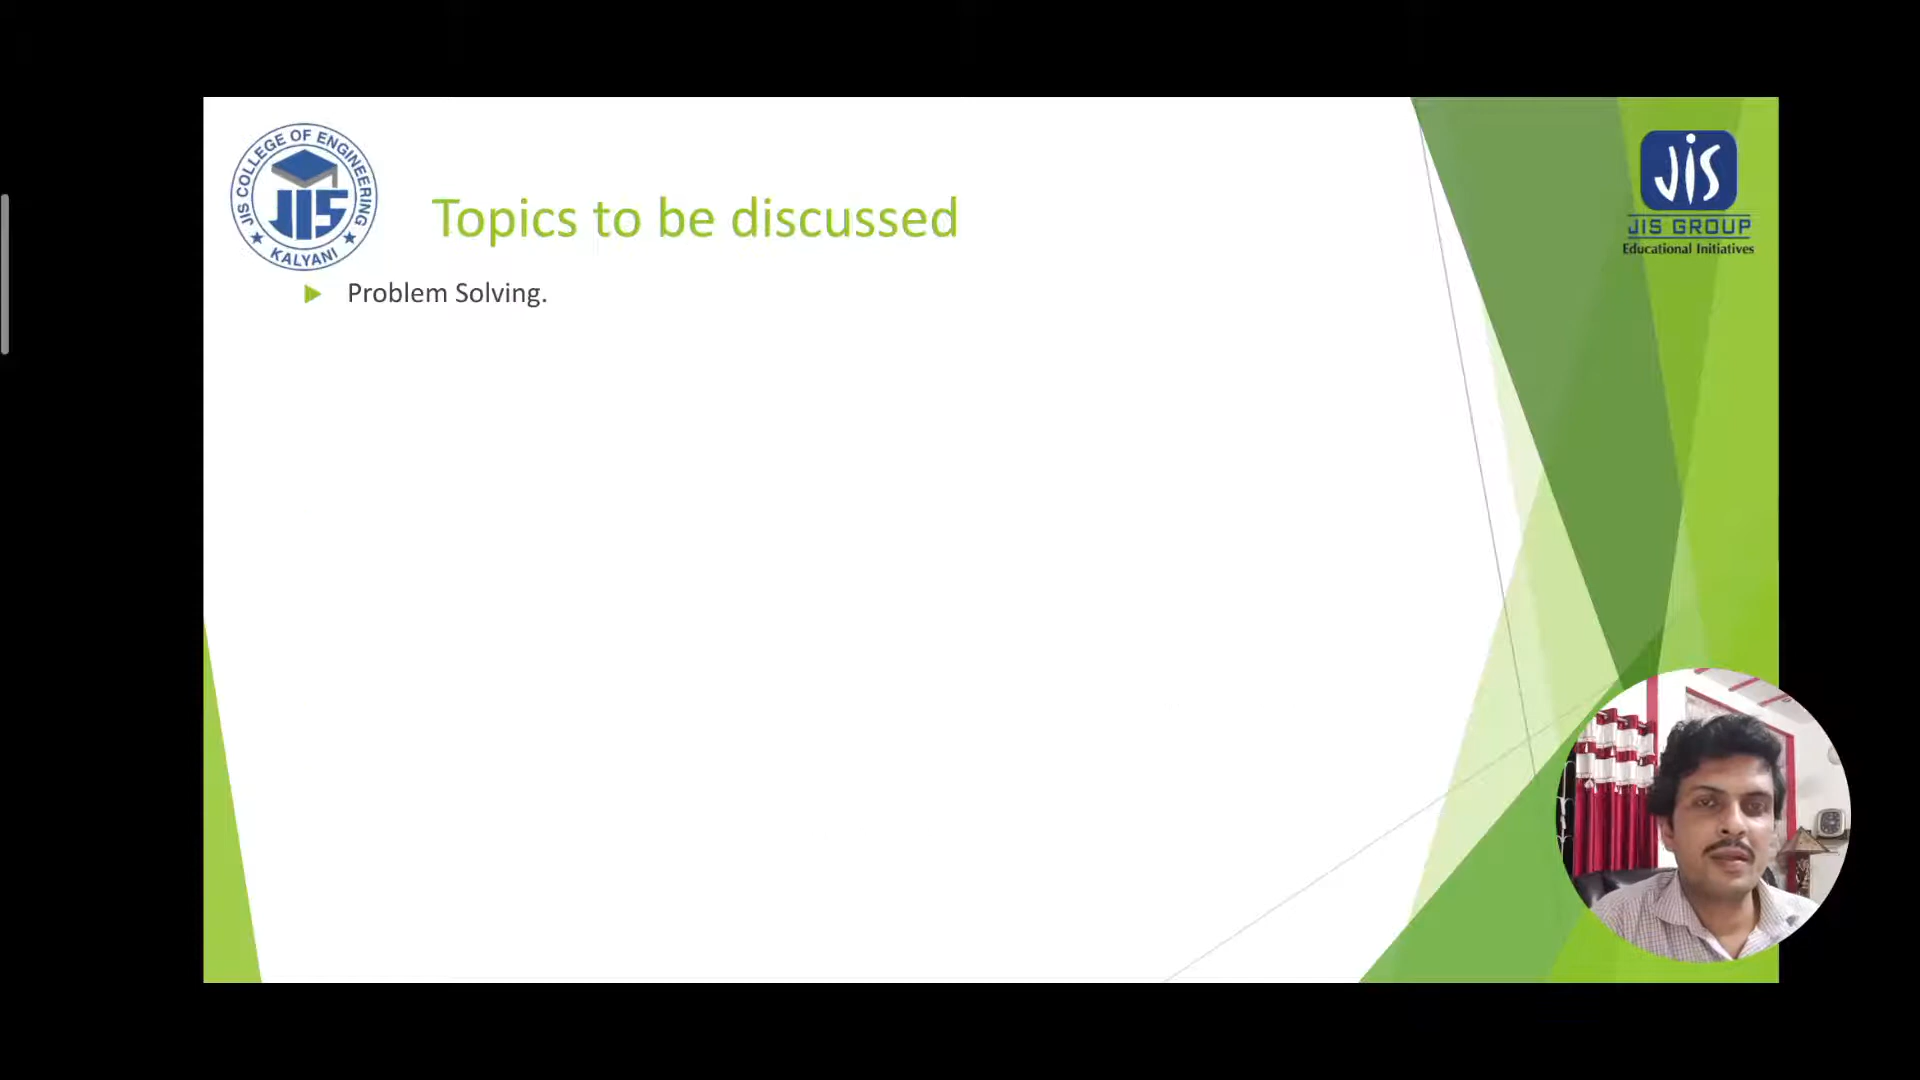 JIS COLLEGE OF ENGINEERING
JIS
KALYANI
Topics to be discussed
JIS
JIS GROUP
Educational Initiatives
Problem Solving.